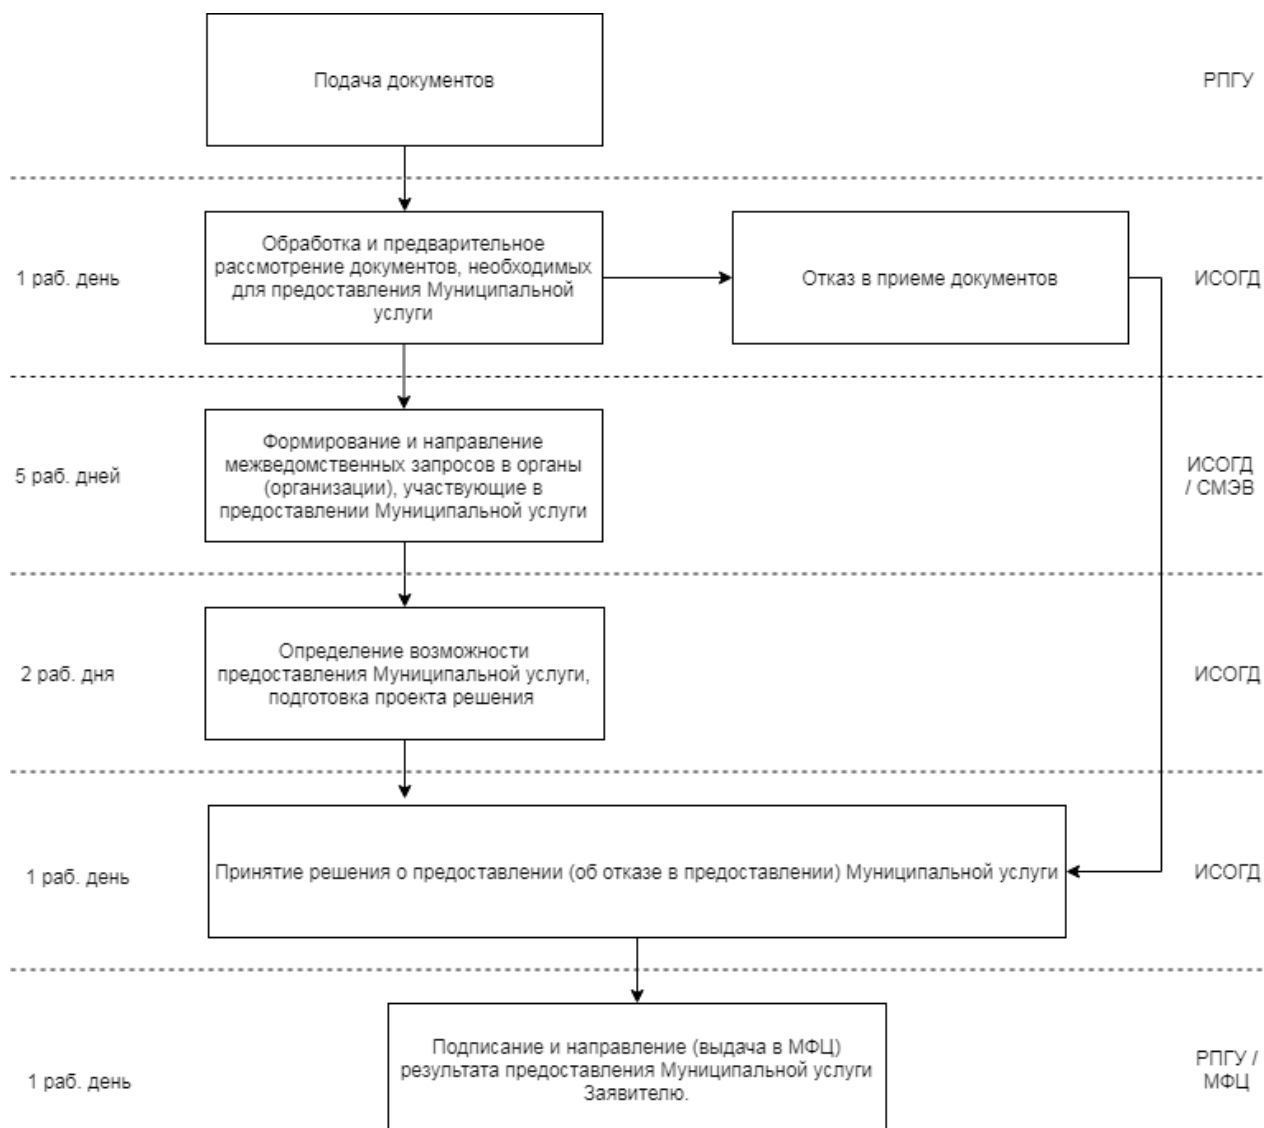 Подача документов
РПГУ
1 раб. день
Обработка и предварительное
рассмотрение документов, необходимых
для предоставления Муниципальной
услуги
Отказ в приеме документов
ИСОГД
5 раб. дней
Формирование и направление
межведомственных запросов в органы
(организации), участвующие в
предоставлении Муниципальной услуги
ИСОГД
/ СМЭВ
2 раб. дня
Определение возможности
предоставления Муниципальной услуги,
подготовка проекта решения
ИСОГД
1 раб. день
Принятие решения о предоставлении (об отказе в предоставлении) Муниципальной услуги
ИСОГД
1 раб. день
Подписание и направление (выдача в МФЦ)
результата предоставления Муниципальной услуги
Заявителю.
РПГУ /
МФЦ